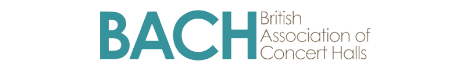 BACH
British
Association of
Concert Halls